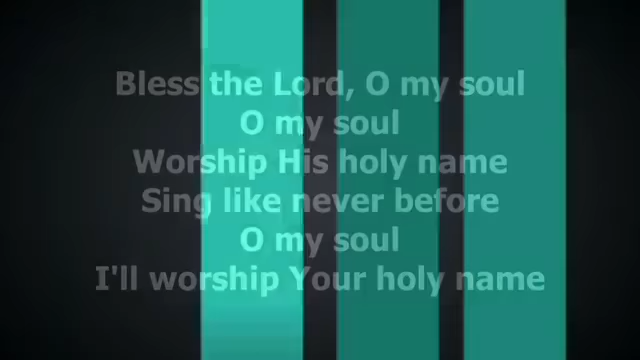 Bless the Lord, O my soul
O my soul
Worship His holy name
Sing like never before
O my soul
I'll worship Your holy name